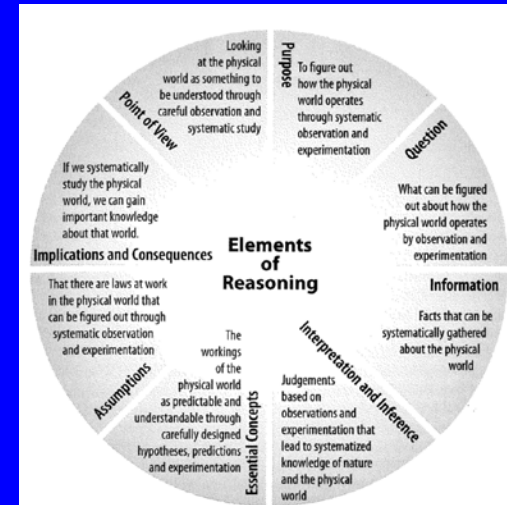 Elements
of
Reasoning
Purpose
To figure out
how the physical
world operates
through systematic
observation and
experimentation
Question
What can be figured
out about how the
physical world operates
by observation and
experimentation
Information
Facts that can be
systematically gathered
about the physical
world
Interpretation and Inference
Judgements
based on
observations and
experimentation that
lead to systematized
knowledge of nature
and the physical
world
Essential Concepts
The
workings
of the
physical world
as predictable and
understandable through
carefully designed
hypotheses, predictions
and experimentation
Assumptions
That there are laws at work
in the physical world that
can be figured out through
systematic observation
and experimentation
Implications and Consequences
If we systematically
study the physical
world, we can gain
important knowledge
about that world.
Point of View
Looking
at the physical
world as something to
be understood through
careful observation and
systematic study